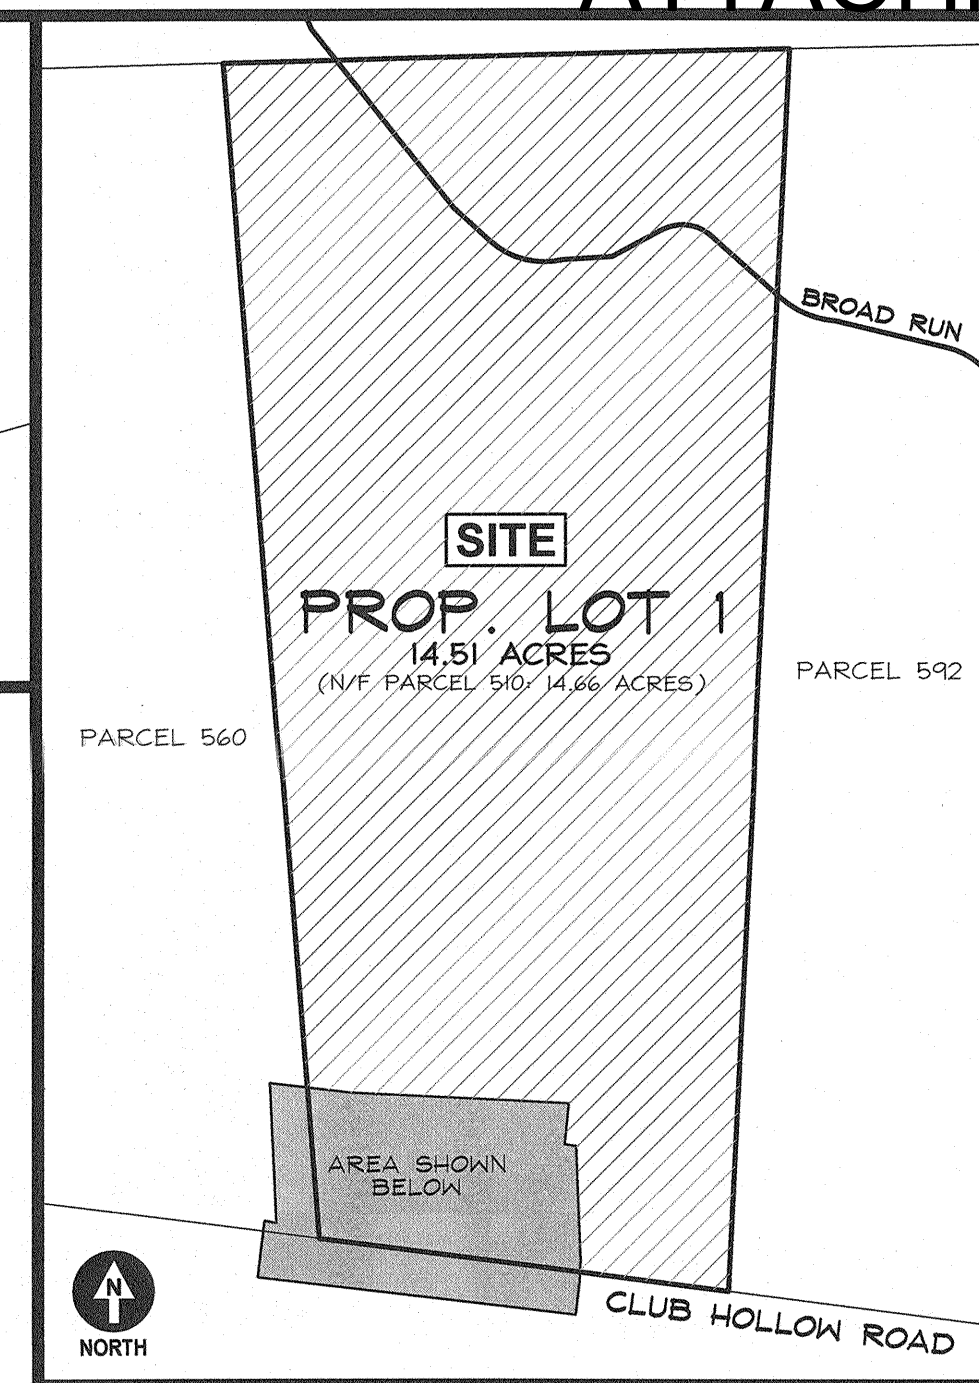 BROAD RUN
SITE
PROP. LOT 1
14.51 ACRES
(N/F PARCEL 510: 14.66 ACRES)
PARCEL 592
PARCEL 560
AREA SHOWN
BELOW
N
NORTH
CLUB HOLLOW ROAD